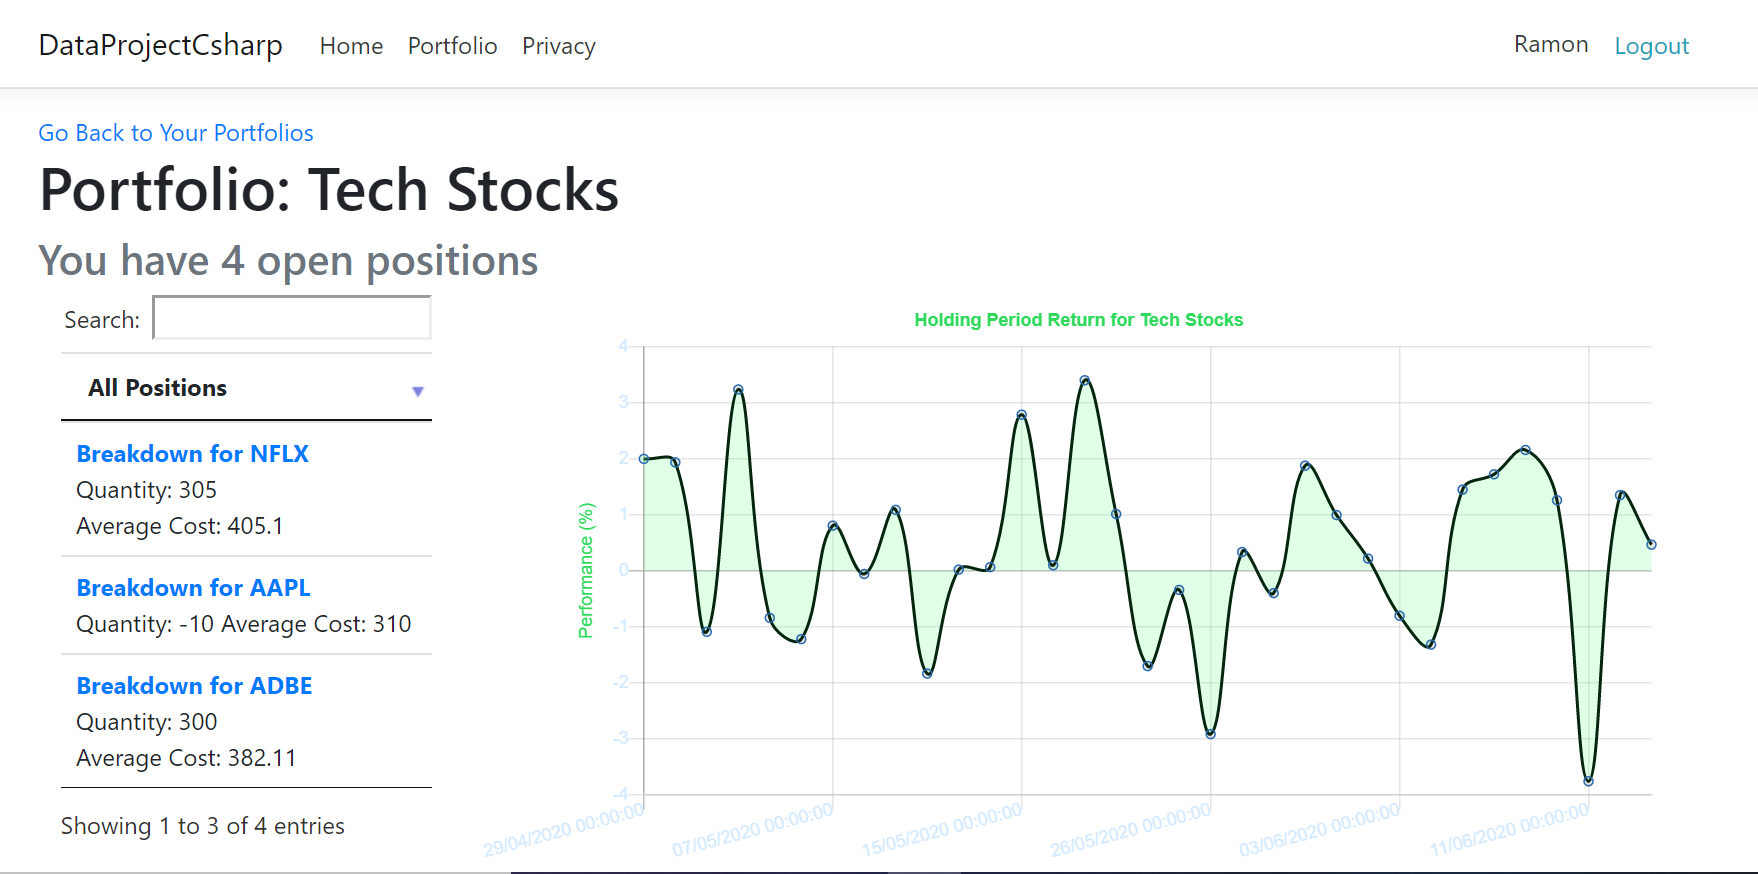 DataProjectCsharp Home Portfolio Privacy Ramon Logout
Go Back to Your Portfolios
Portfolio: Tech Stocks
You have 4 open positions
Search:
All Positions
Breakdown for NFLX
Quantity: 305
Average Cost: 405.1
Breakdown for AAPL
Quantity: -10 Average Cost: 310
Breakdown for ADBE
Quantity: 300
Average Cost: 382.11
Showing 1 to 3 of 4 entries
Holding Period Return for Tech Stocks
Performance (%)
4
3
2
1
0
-1
-2
-3
-4
29/04/2020 00:00:00
07/05/2020 00:00:00
15/05/2020 00:00:00
26/05/2020 00:00:00
03/06/2020 00:00:00
11/06/2020 00:00:00